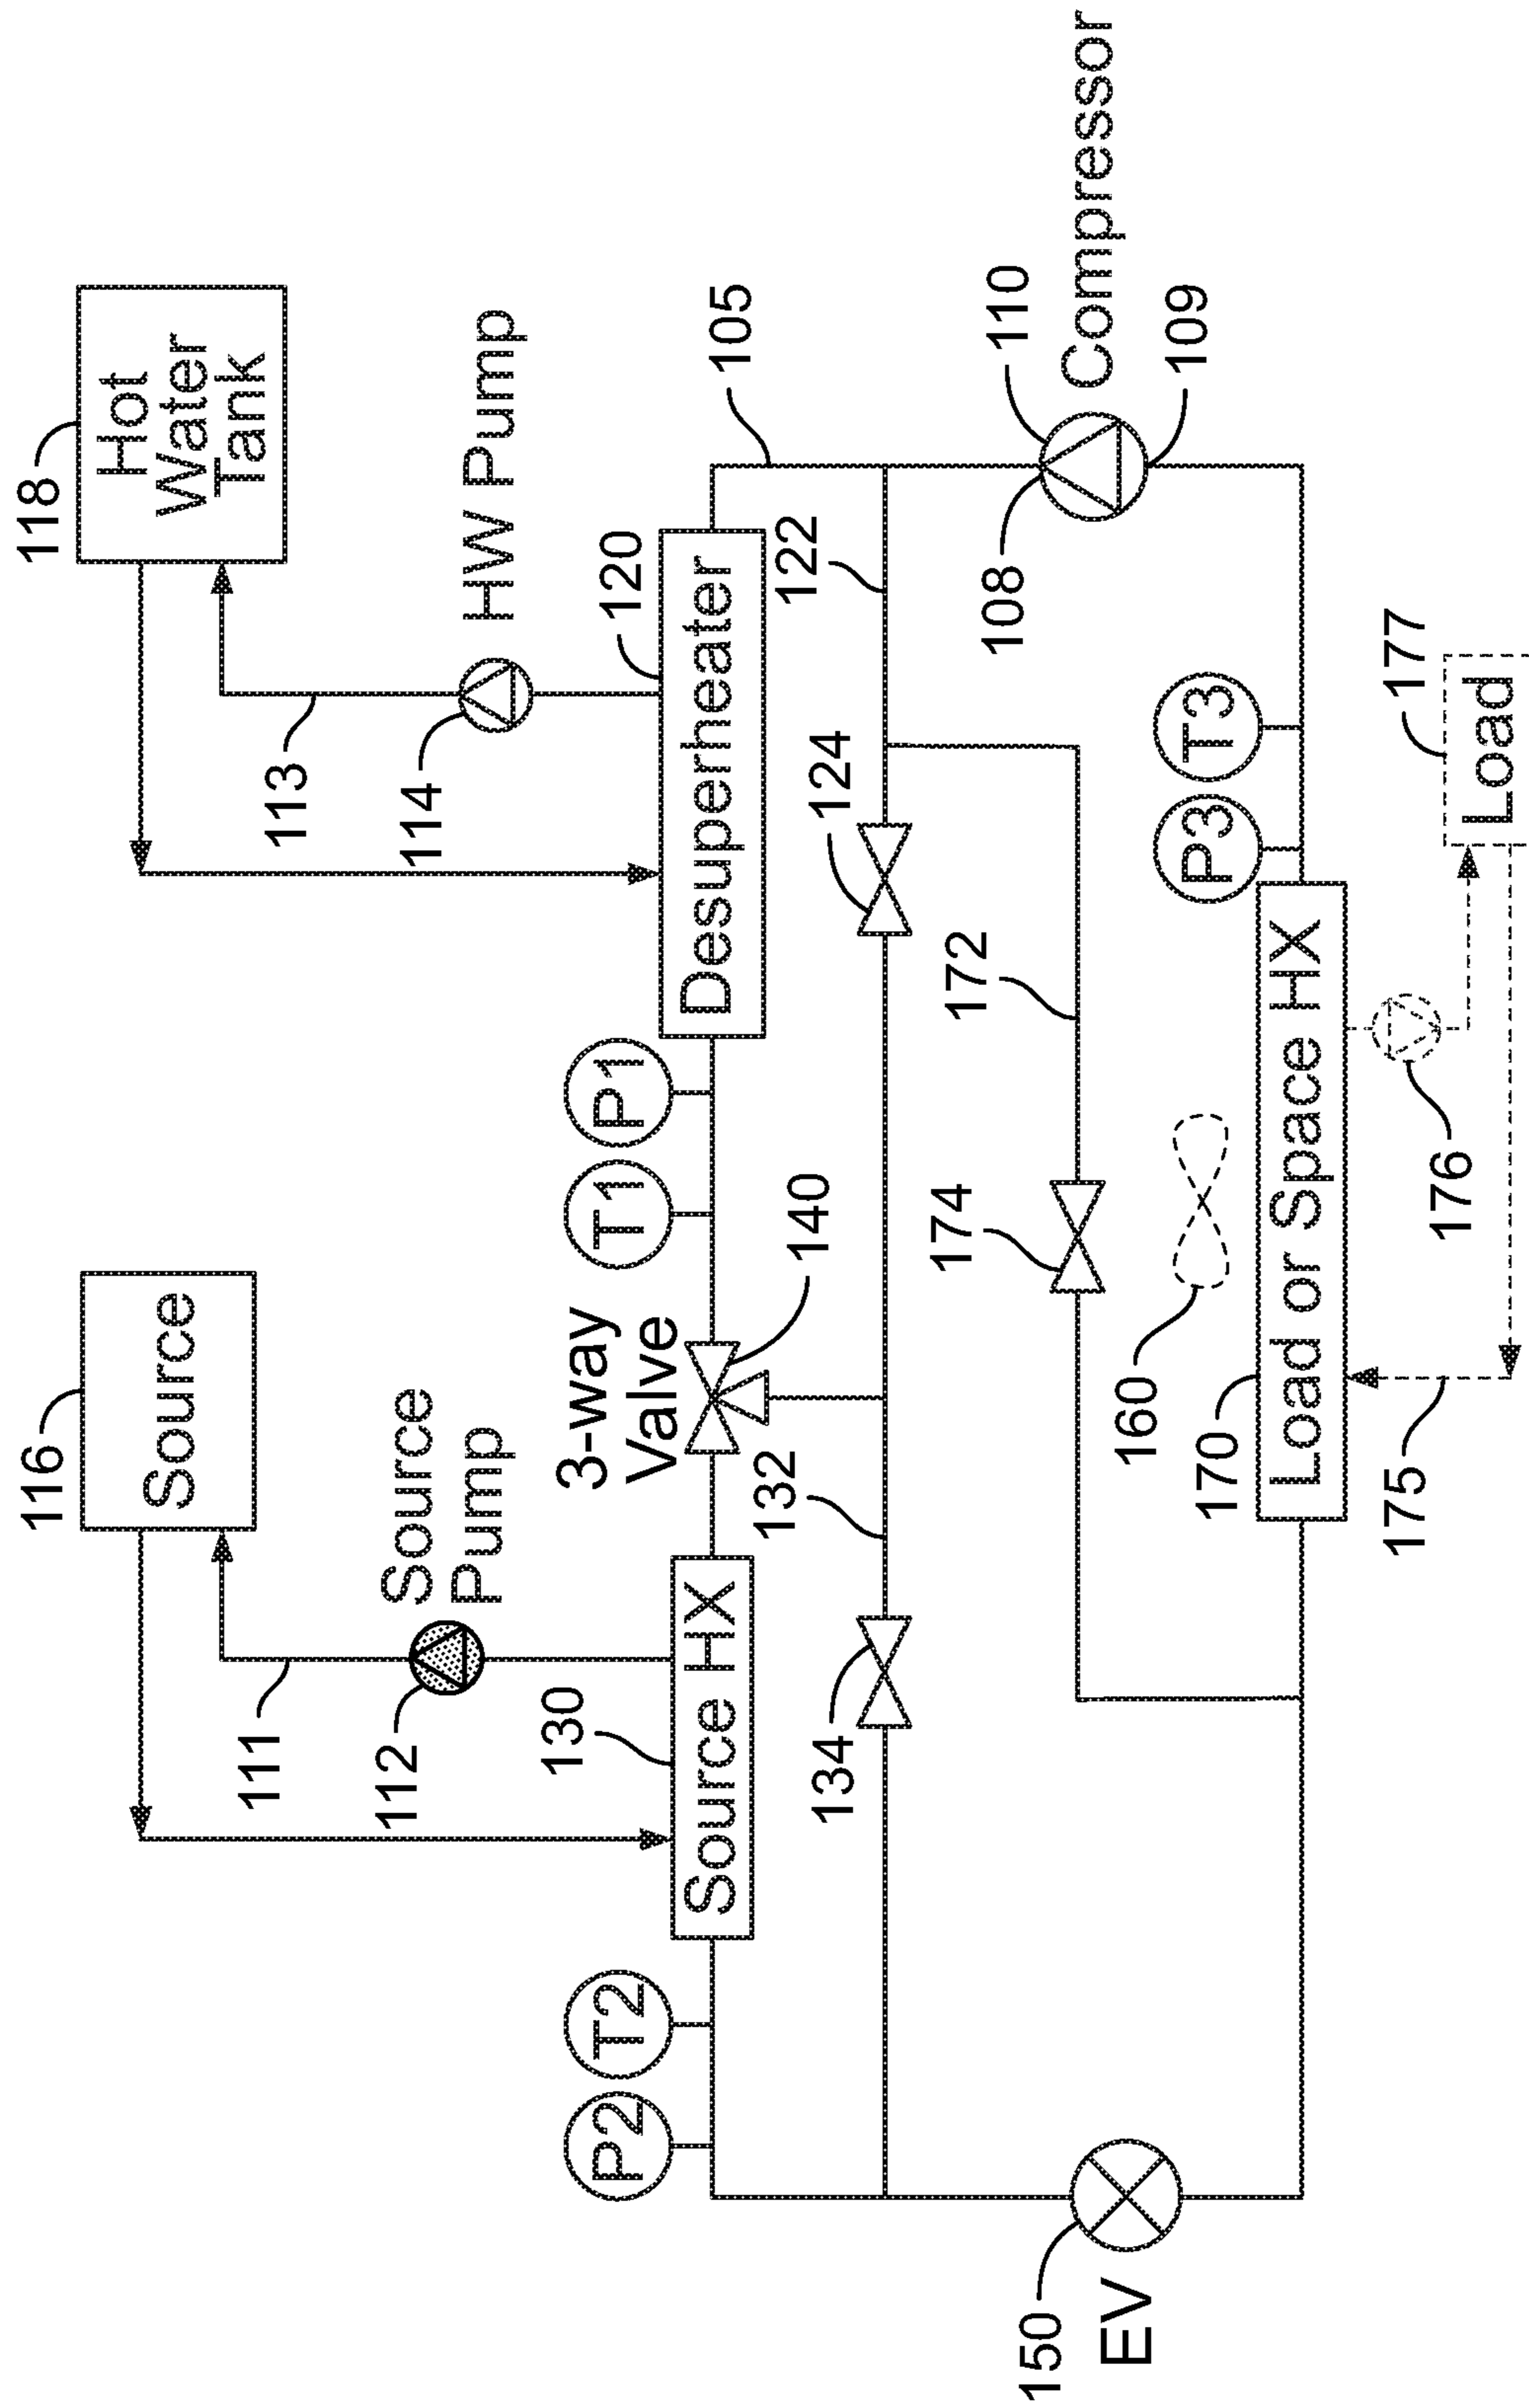 118
Hot
Water
Tank
116
Source
113
114
HW Pump
111
112
Source
Pump
120
Desuperheater
105
T1
P1
3-way
Valve
140
130
Source HX
P2
T2
122
124
132
134
110
108
109
Compressor
172
174
160
150
EV
170
Load or Space HX
P3
T3
175
176
177
Load